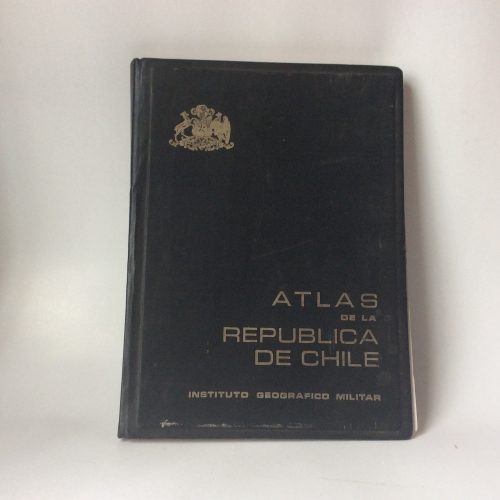 ATLAS
DE LA
REPUBLICA
DE CHILE
INSTITUTO GEOGRAFICO MILITAR